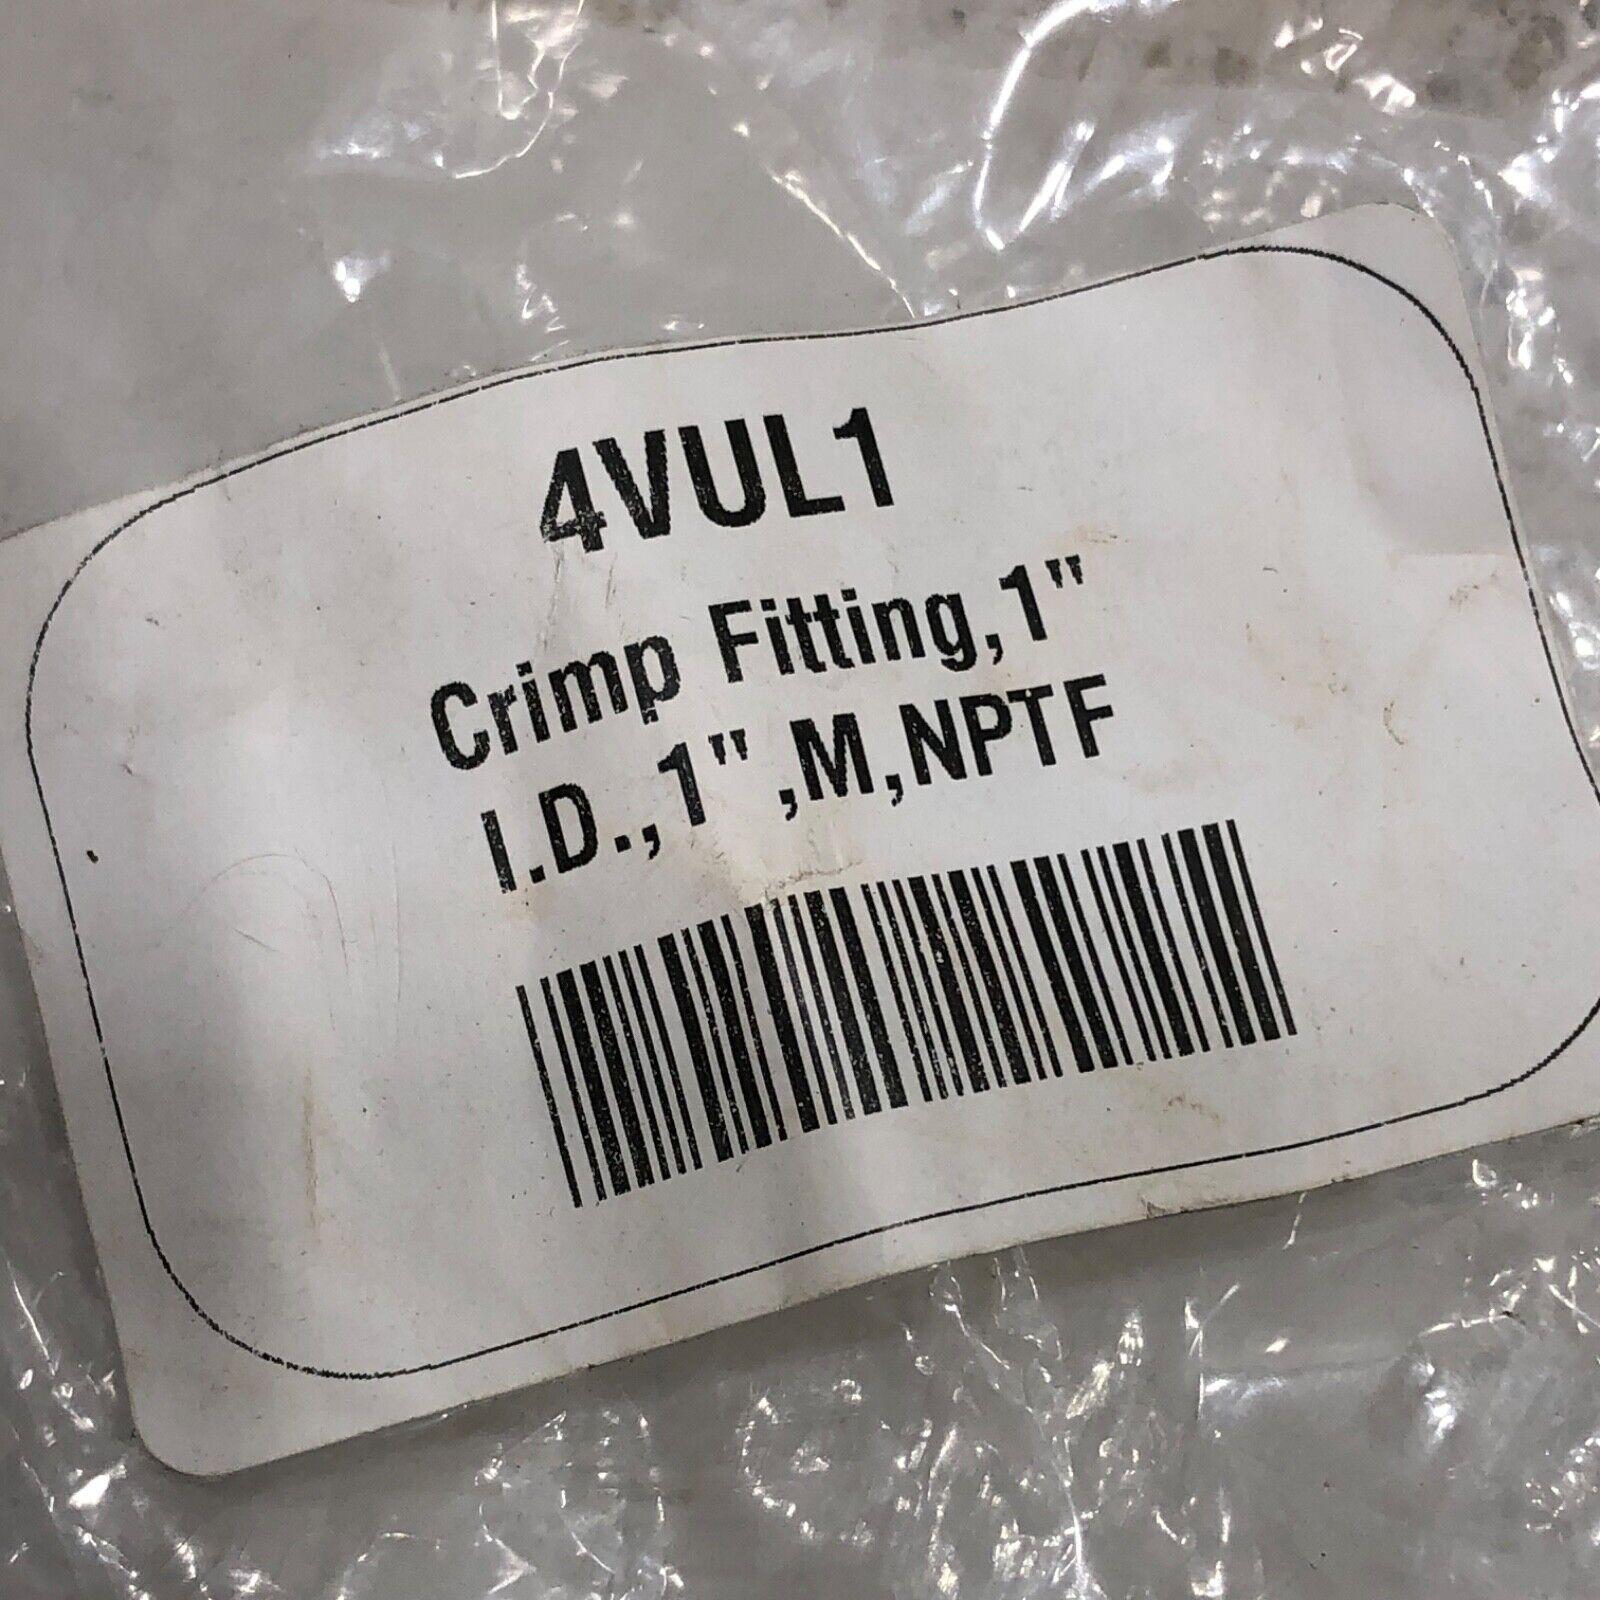 4VUL1
Crimp Fitting,1"
I.D.,1",M,NPTF